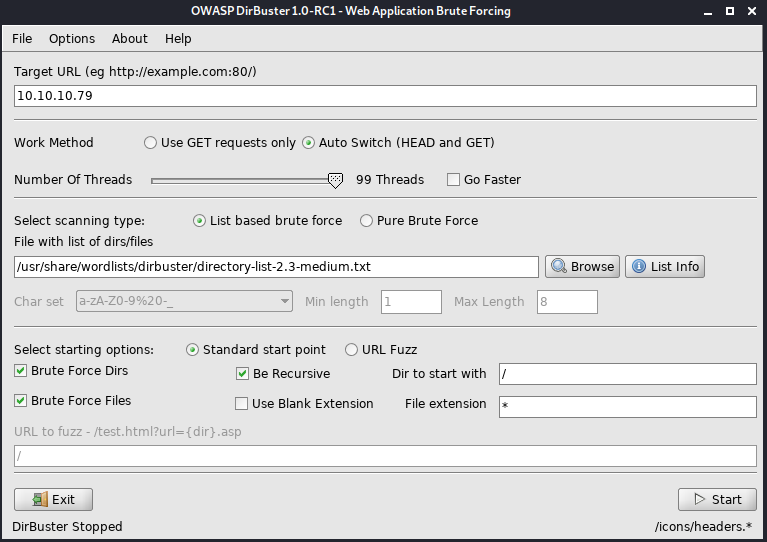 OWASP DirBuster 1.0-RC1 - Web Application Brute Forcing
File Options About Help
Target URL (eg http://example.com:80/)
10.10.10.79
Work Method Use GET requests only Auto Switch (HEAD and GET)
Number Of Threads 99 Threads Go Faster
Select scanning type: List based brute force Pure Brute Force
File with list of dirs/files
/usr/share/wordlists/dirbuster/directory-list-2.3-medium.txt Browse List Info
Char set a-zA-Z0-9%20-_ Min length 1 Max Length 8
Select starting options: Standard start point URL Fuzz
Brute Force Dirs Be Recursive Dir to start with /
Brute Force Files Use Blank Extension File extension *
URL to fuzz - /test.html?url={dir}.asp
/
Exit Start
DirBuster Stopped /icons/headers.*